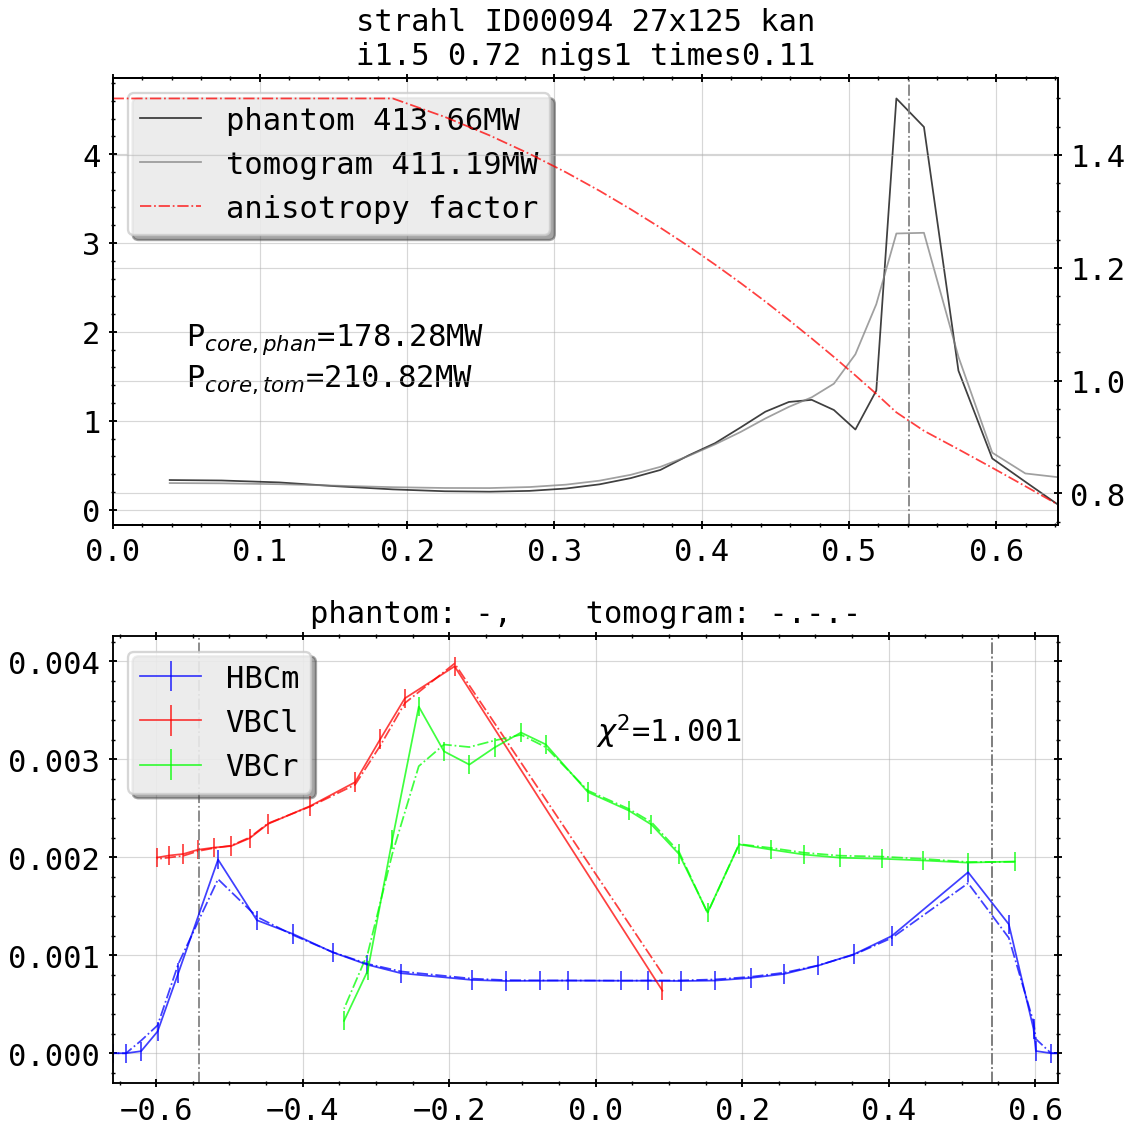 strahl ID00094 27x125 kan
i1.5 0.72 nigs1 times0.11
phantom 413.66MW
tomogram 411.19MW
anisotropy factor
P_{core,phan}=178.28MW
P_{core,tom}=210.82MW
4
3
2
1
0
1.4
1.2
1.0
0.8
0.0 0.1 0.2 0.3 0.4 0.5 0.6
phantom: -,    tomogram: -.-.-
HBCm
VBCl
VBCr
χ²=1.001
0.004
0.003
0.002
0.001
0.000
−0.6 −0.4 −0.2 0.0 0.2 0.4 0.6